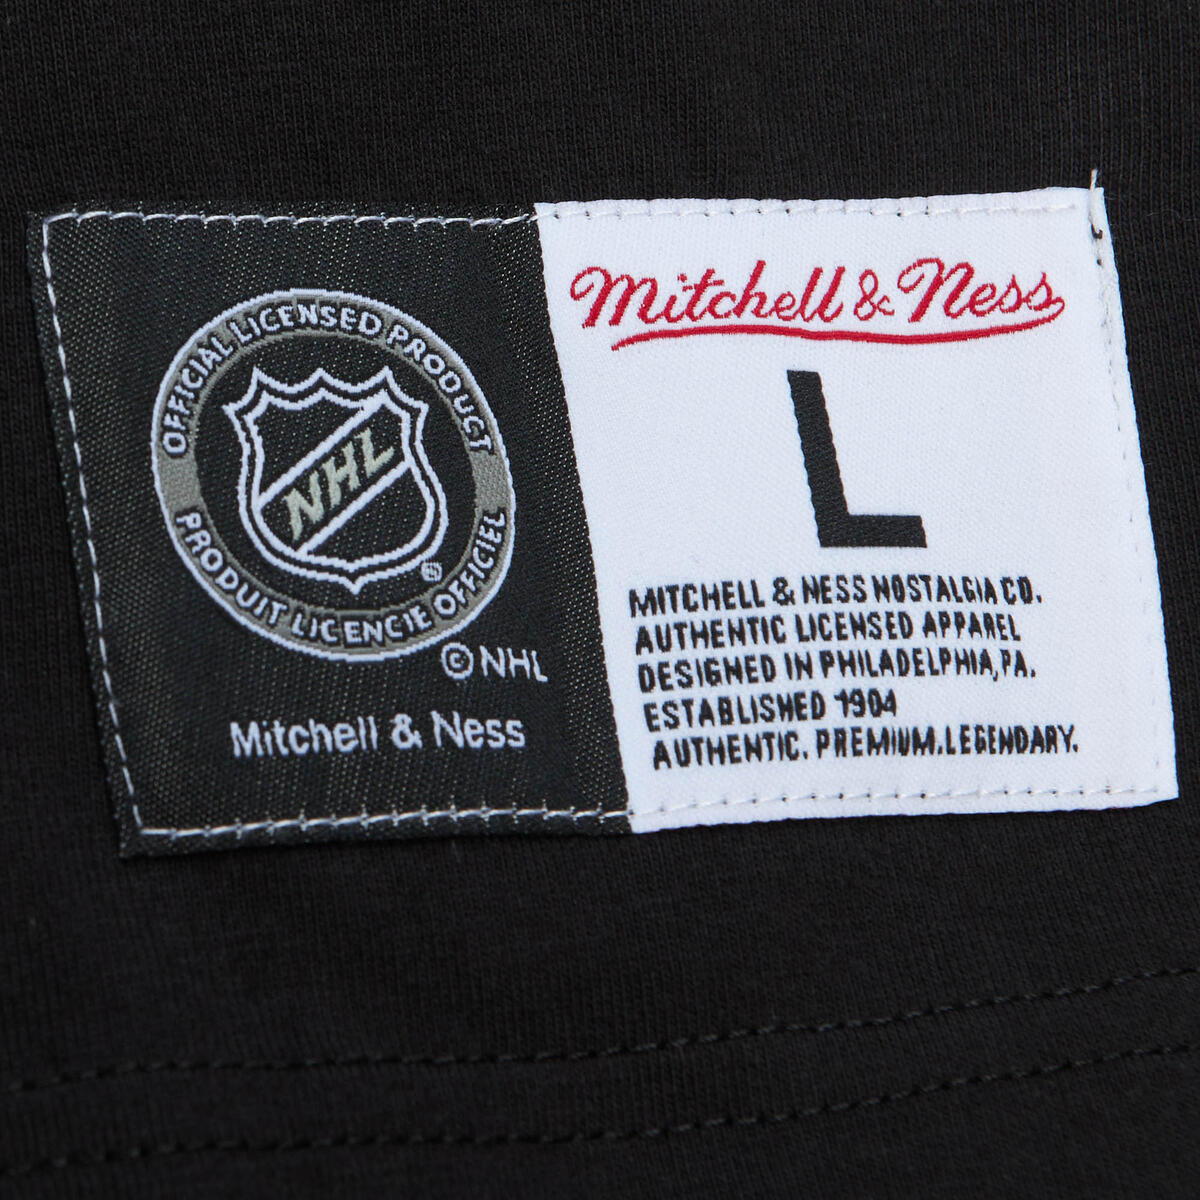 OFFICIAL LICENSED PRODUCT
NHL
®
PRODUIT LICENCIE OFFICIEL
© NHL
Mitchell & Ness
Mitchell & Ness
L
MITCHELL & NESS NOSTALGIA CO.
AUTHENTIC LICENSED APPAREL
DESIGNED IN PHILADELPHIA, PA.
ESTABLISHED 1904
AUTHENTIC. PREMIUM. LEGENDARY.